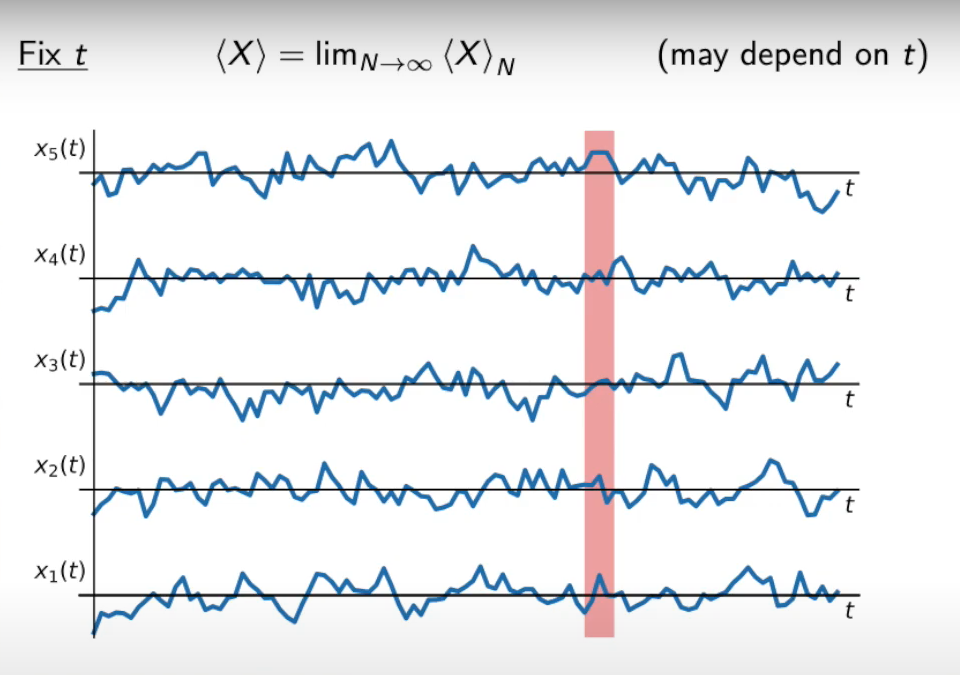 Fix t ⟨X⟩ = lim_{N→∞} ⟨X⟩_N (may depend on t)
x₅(t)
t
x₄(t)
t
x₃(t)
t
x₂(t)
t
x₁(t)
t